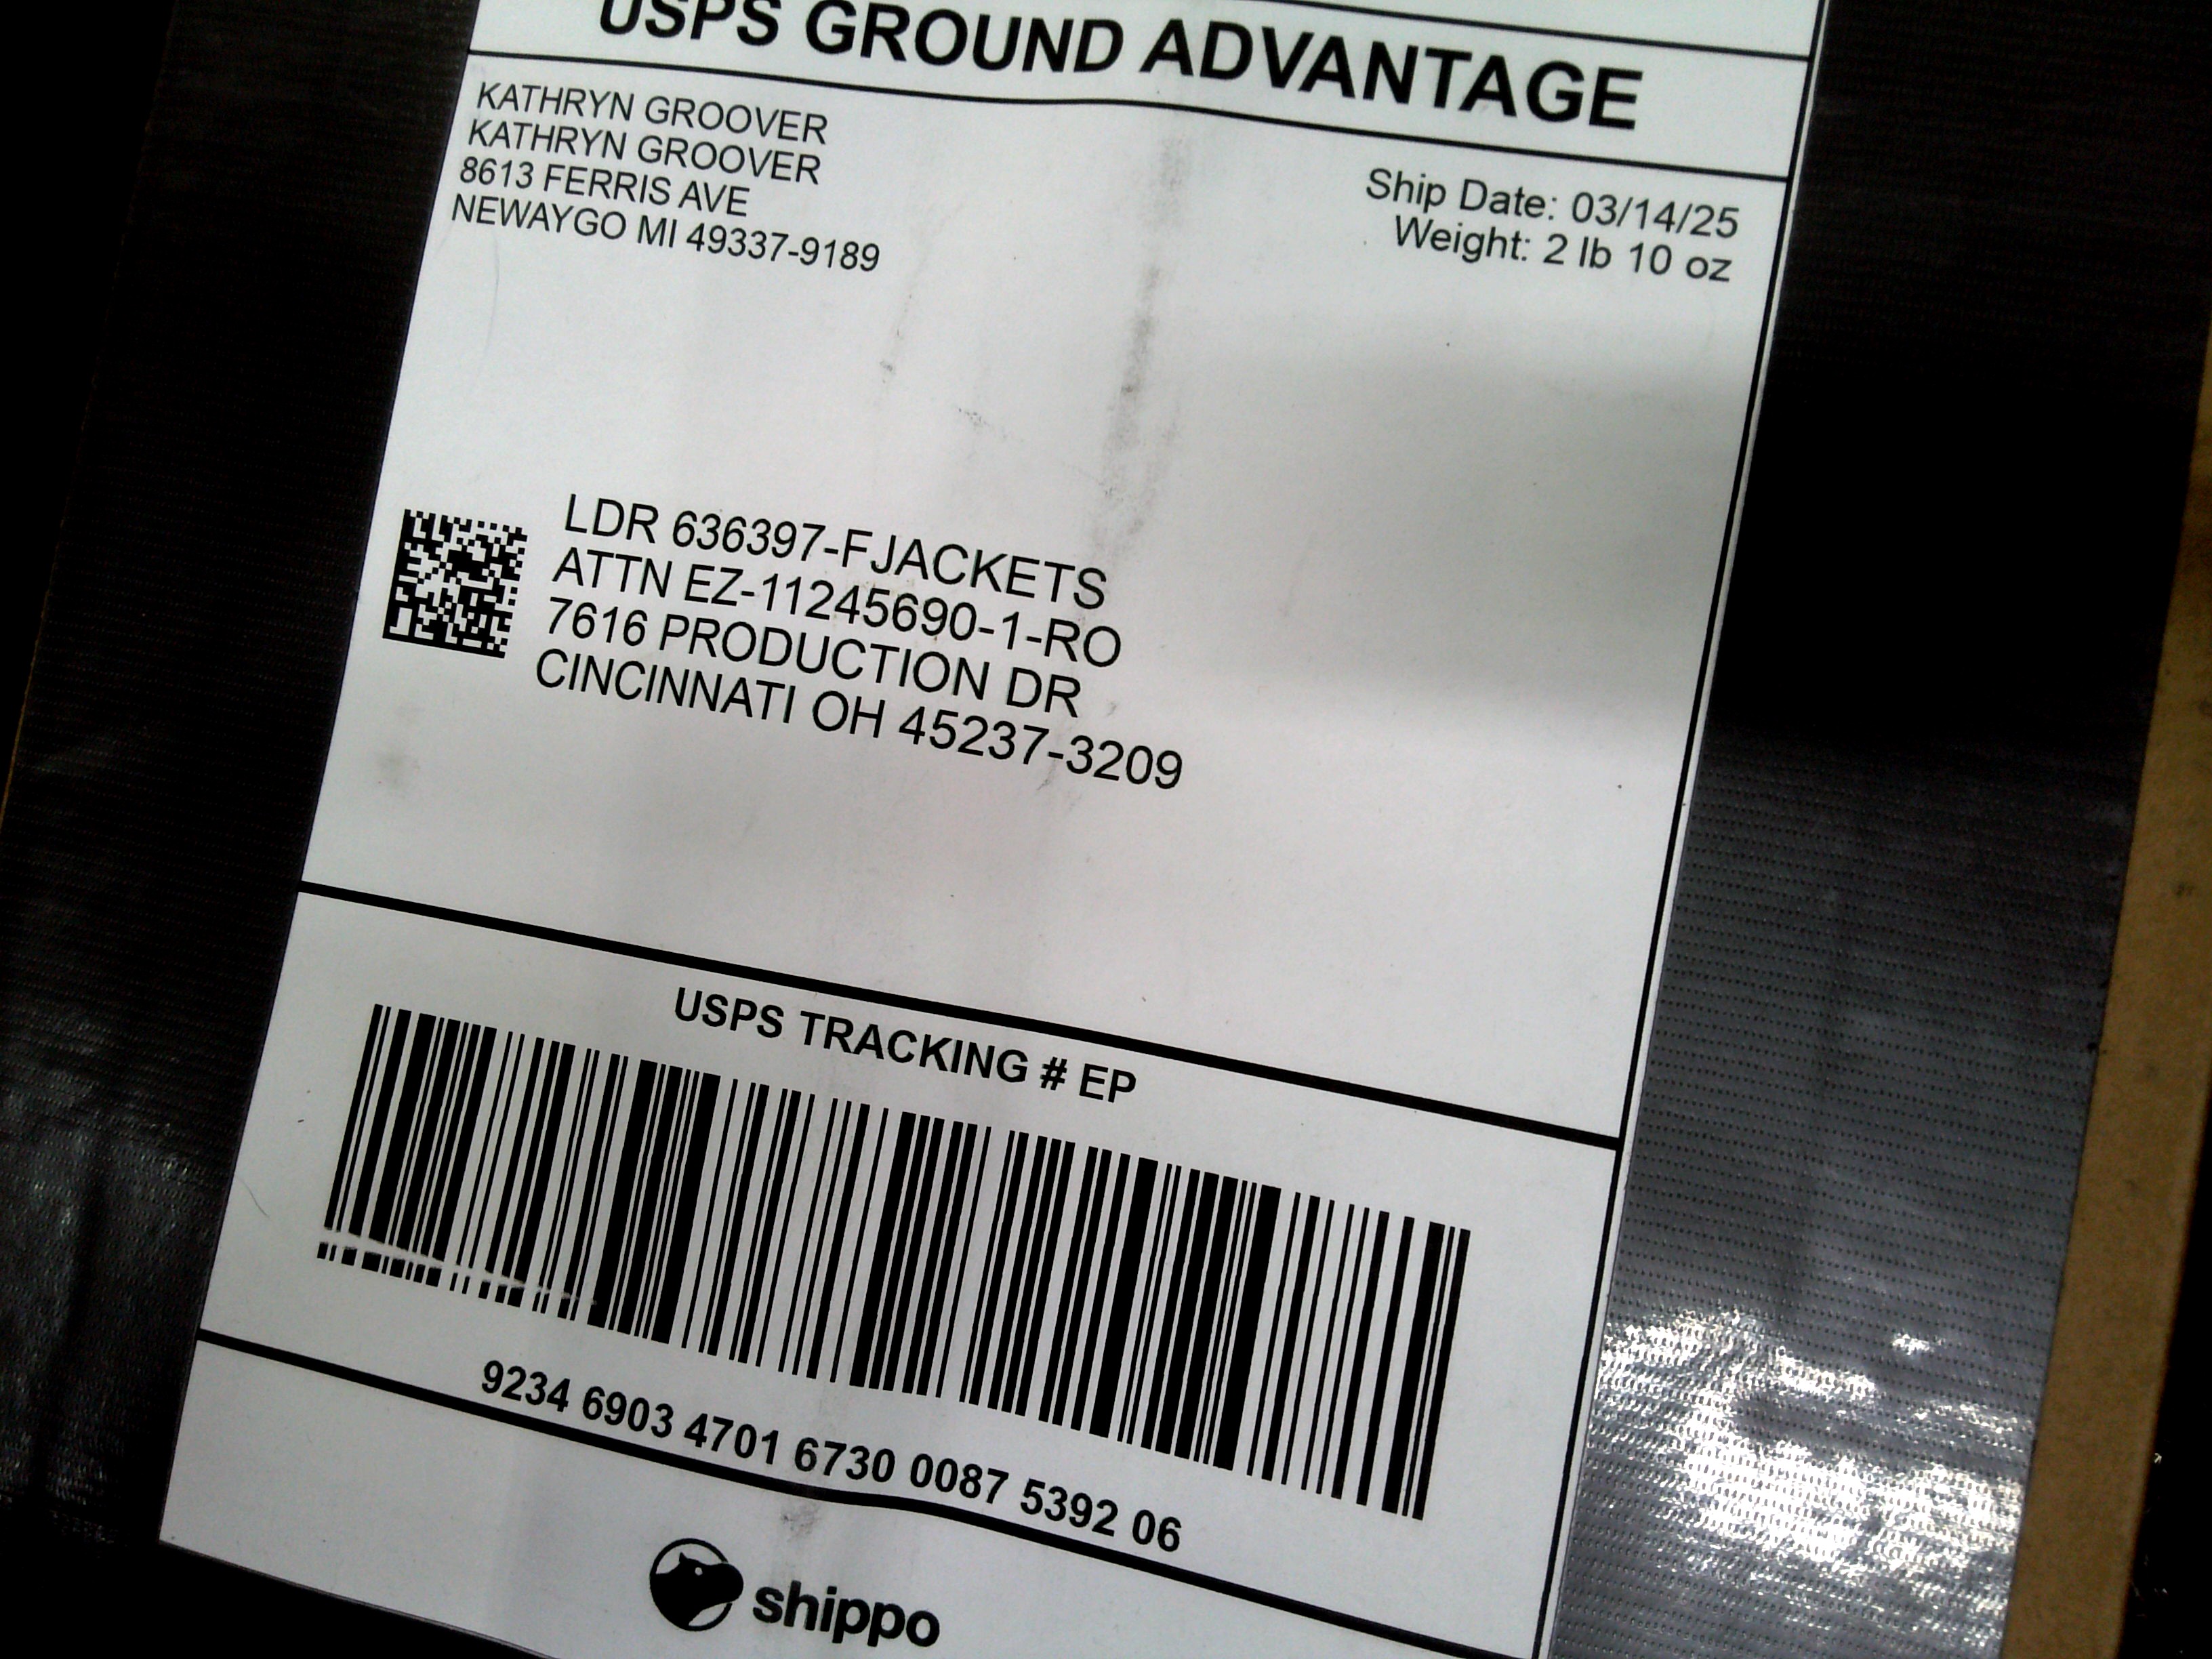 USPS GROUND ADVANTAGE
KATHRYN GROOVER
KATHRYN GROOVER
8613 FERRIS AVE
NEWAYGO MI 49337-9189
Ship Date: 03/14/25
Weight: 2 lb 10 oz
LDR 636397-FJACKETS
ATTN EZ-11245690-1-RO
7616 PRODUCTION DR
CINCINNATI OH 45237-3209
USPS TRACKING # EP
9234 6903 4701 6730 0087 5392 06
shippo